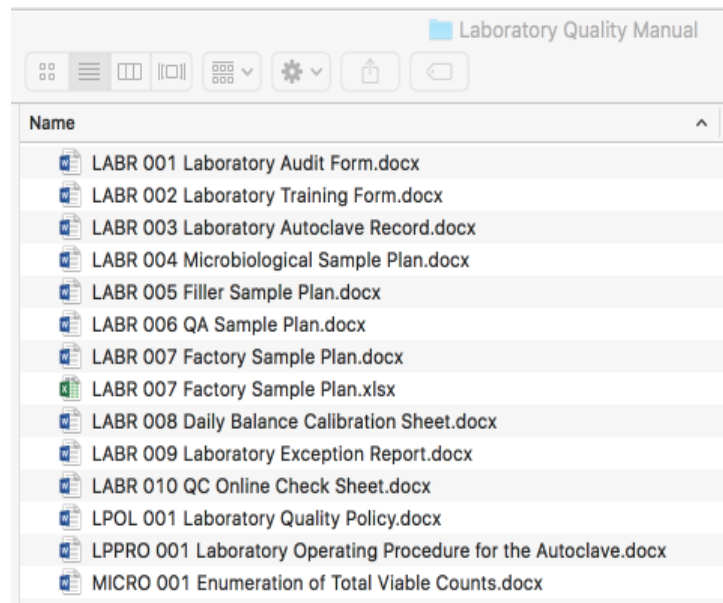 Laboratory Quality Manual
Name
LABR 001 Laboratory Audit Form.docx
LABR 002 Laboratory Training Form.docx
LABR 003 Laboratory Autoclave Record.docx
LABR 004 Microbiological Sample Plan.docx
LABR 005 Filler Sample Plan.docx
LABR 006 QA Sample Plan.docx
LABR 007 Factory Sample Plan.docx
LABR 007 Factory Sample Plan.xlsx
LABR 008 Daily Balance Calibration Sheet.docx
LABR 009 Laboratory Exception Report.docx
LABR 010 QC Online Check Sheet.docx
LPOL 001 Laboratory Quality Policy.docx
LPPRO 001 Laboratory Operating Procedure for the Autoclave.docx
MICRO 001 Enumeration of Total Viable Counts.docx